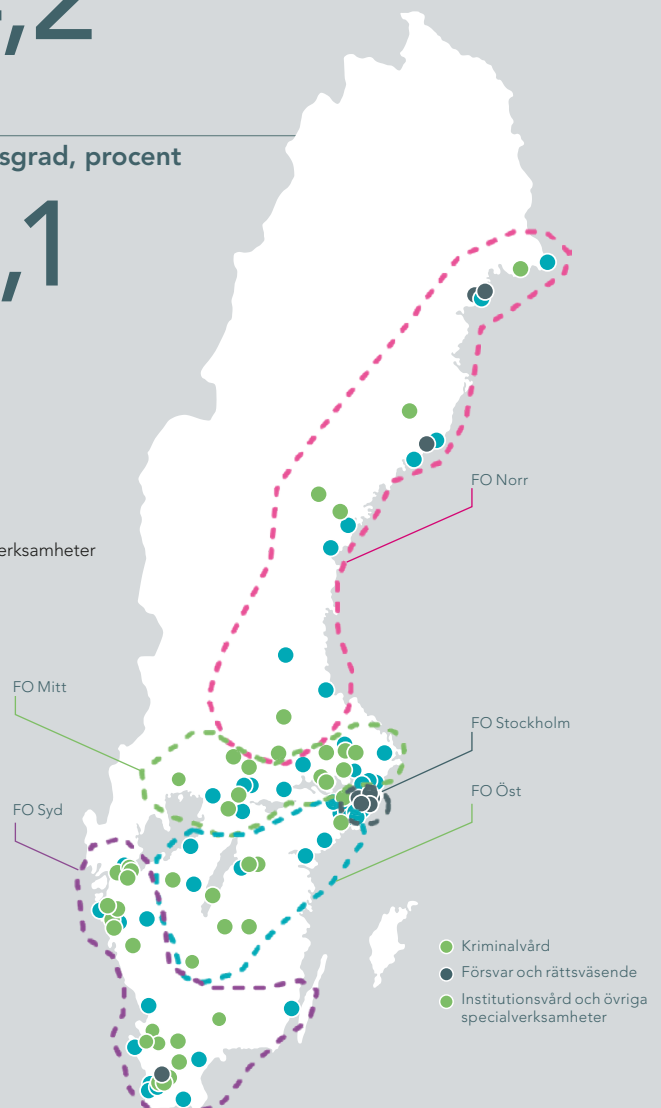 ,2
sgrad, procent
,1
FO Norr
erksamheter
FO Mitt
FO Stockholm
FO Öst
FO Syd
Kriminalvård
Försvar och rättsväsende
Institutionsvård och övriga
specialverksamheter